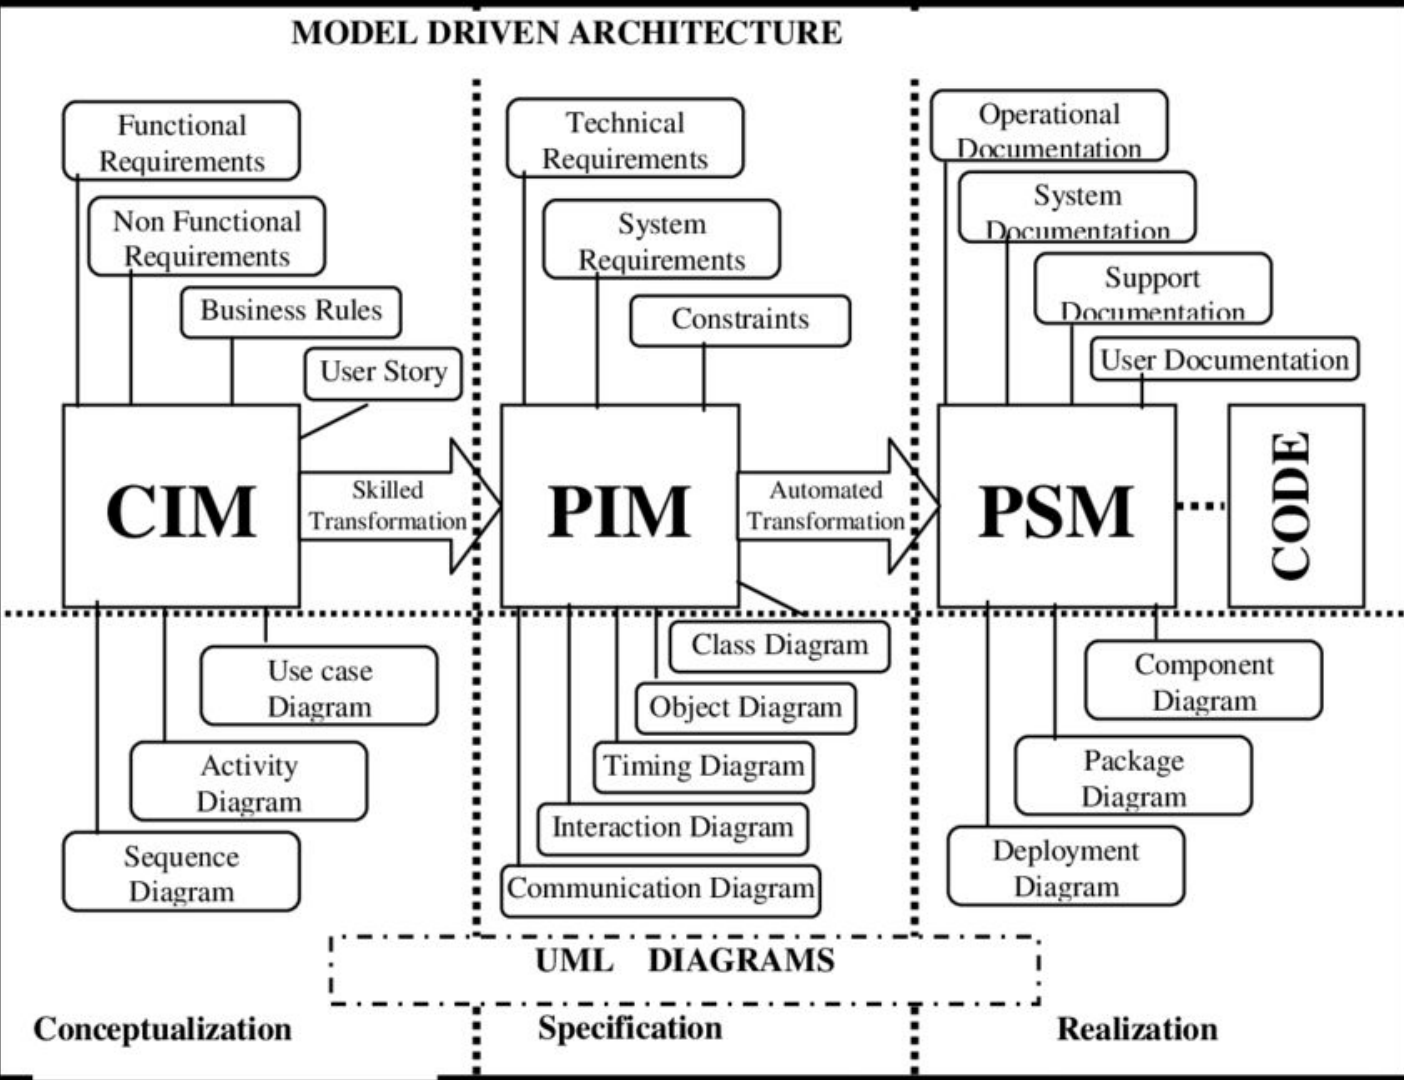 MODEL DRIVEN ARCHITECTURE
Functional
Requirements
Non Functional
Requirements
Business Rules
User Story
CIM
Skilled
Transformation
Use case
Diagram
Activity
Diagram
Sequence
Diagram
Technical
Requirements
System
Requirements
Constraints
PIM
Automated
Transformation
Class Diagram
Object Diagram
Timing Diagram
Interaction Diagram
Communication Diagram
Operational
Documentation
System
Documentation
Support
Documentation
User Documentation
PSM
CODE
Component
Diagram
Package
Diagram
Deployment
Diagram
UML DIAGRAMS
Conceptualization
Specification
Realization